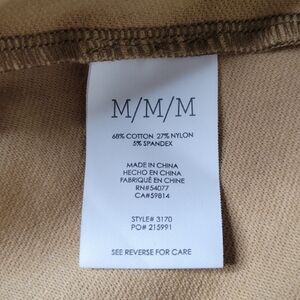 M/M/M
68% COTTON 27% NYLON
5% SPANDEX
MADE IN CHINA
HECHO EN CHINA
FABRIQUÉ EN CHINE
RN#54077
CA#59814
STYLE# 3170
PO# 215991
SEE REVERSE FOR CARE